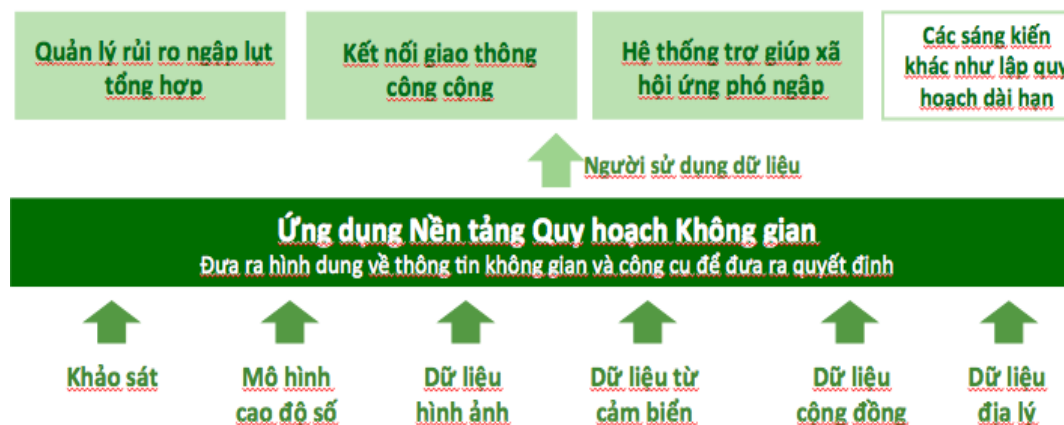 Quản lý rủi ro ngập lụt
tổng hợp
Kết nối giao thông
công cộng
Hệ thống trợ giúp xã
hội ứng phó ngập
Các sáng kiến
khác như lập quy
hoạch dài hạn
Người sử dụng dữ liệu
Ứng dụng Nền tảng Quy hoạch Không gian
Đưa ra hình dung về thông tin không gian và công cụ để đưa ra quyết định
Khảo sát
Mô hình
cao độ số
Dữ liệu
hình ảnh
Dữ liệu từ
cảm biển
Dữ liệu
cộng đồng
Dữ liệu
địa lý